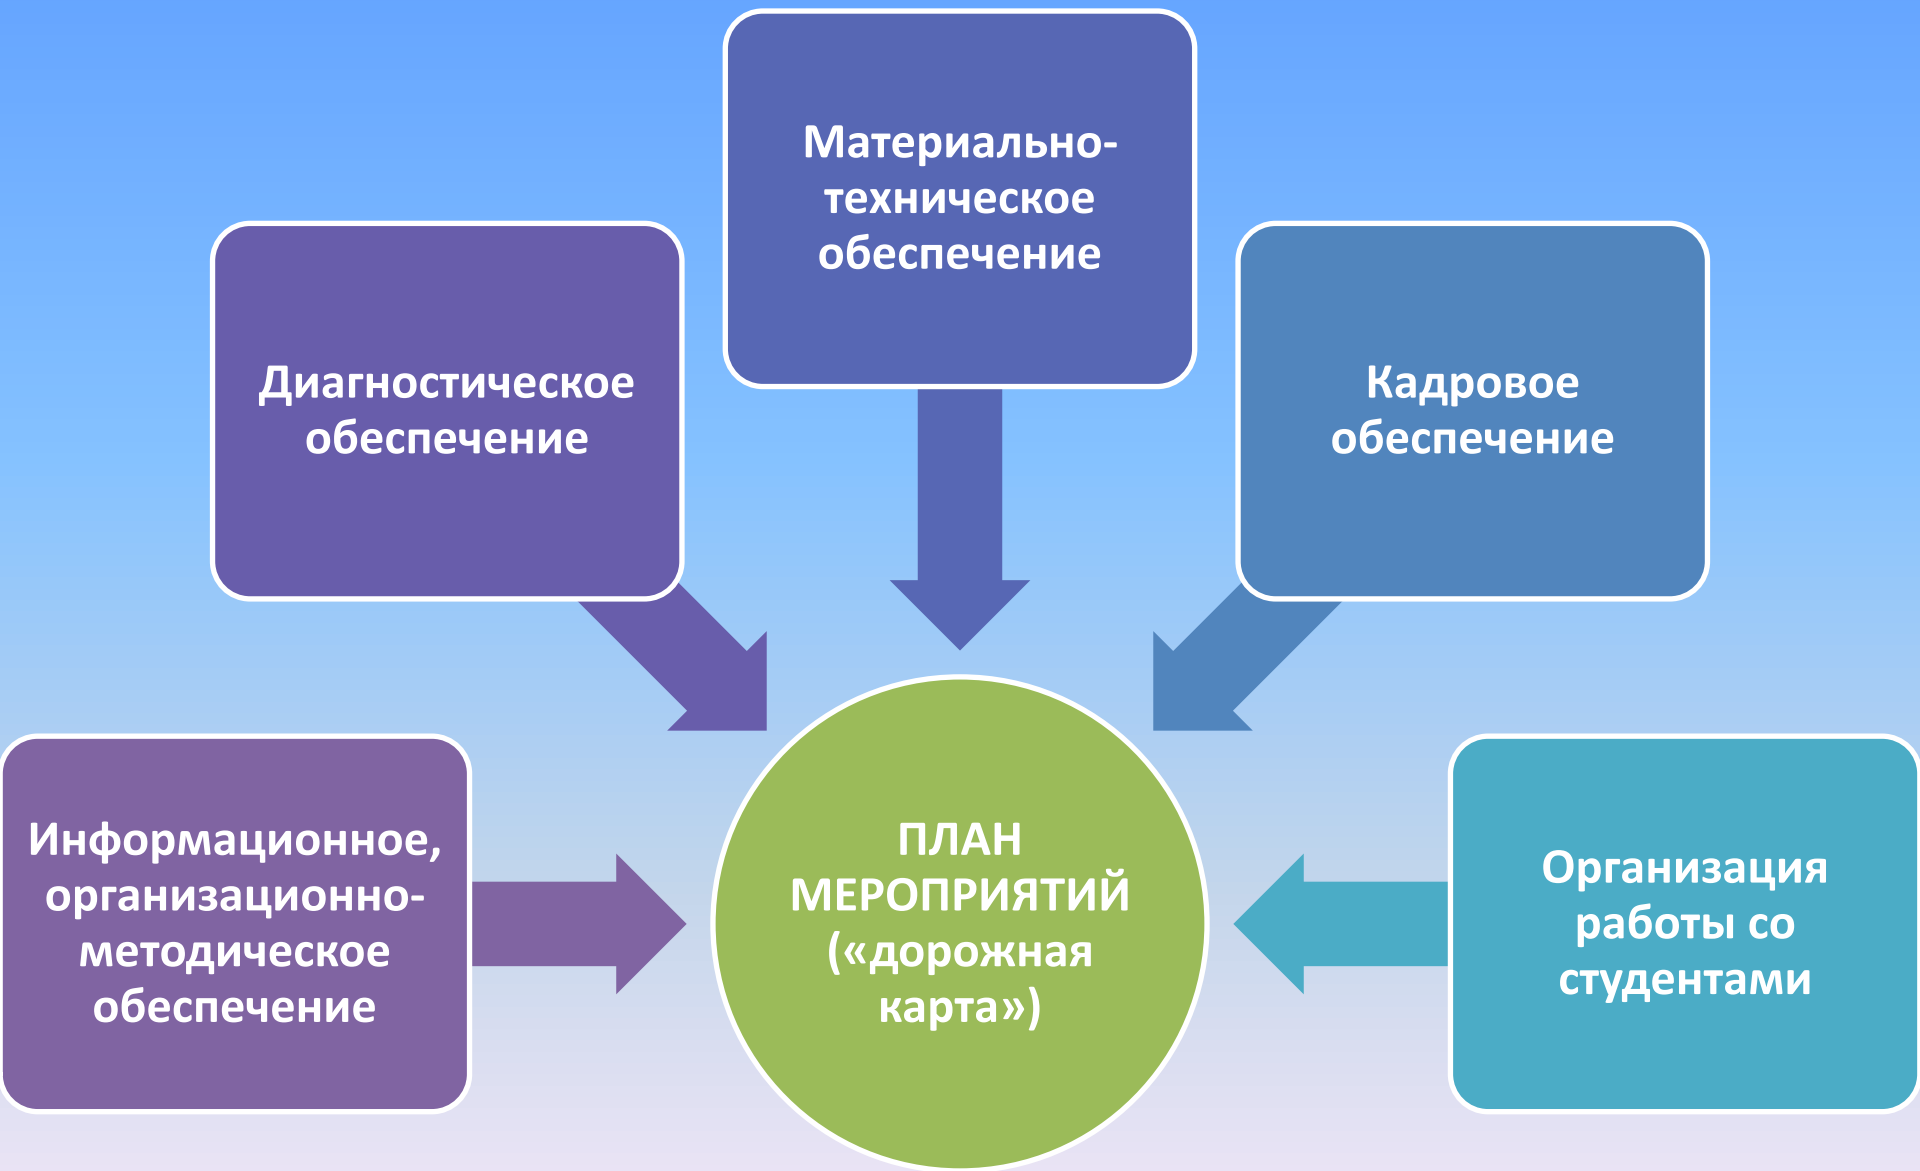 Материально-
техническое
обеспечение
Диагностическое
обеспечение
Кадровое
обеспечение
Информационное,
организационно-
методическое
обеспечение
ПЛАН
МЕРОПРИЯТИЙ
(«дорожная
карта»)
Организация
работы со
студентами